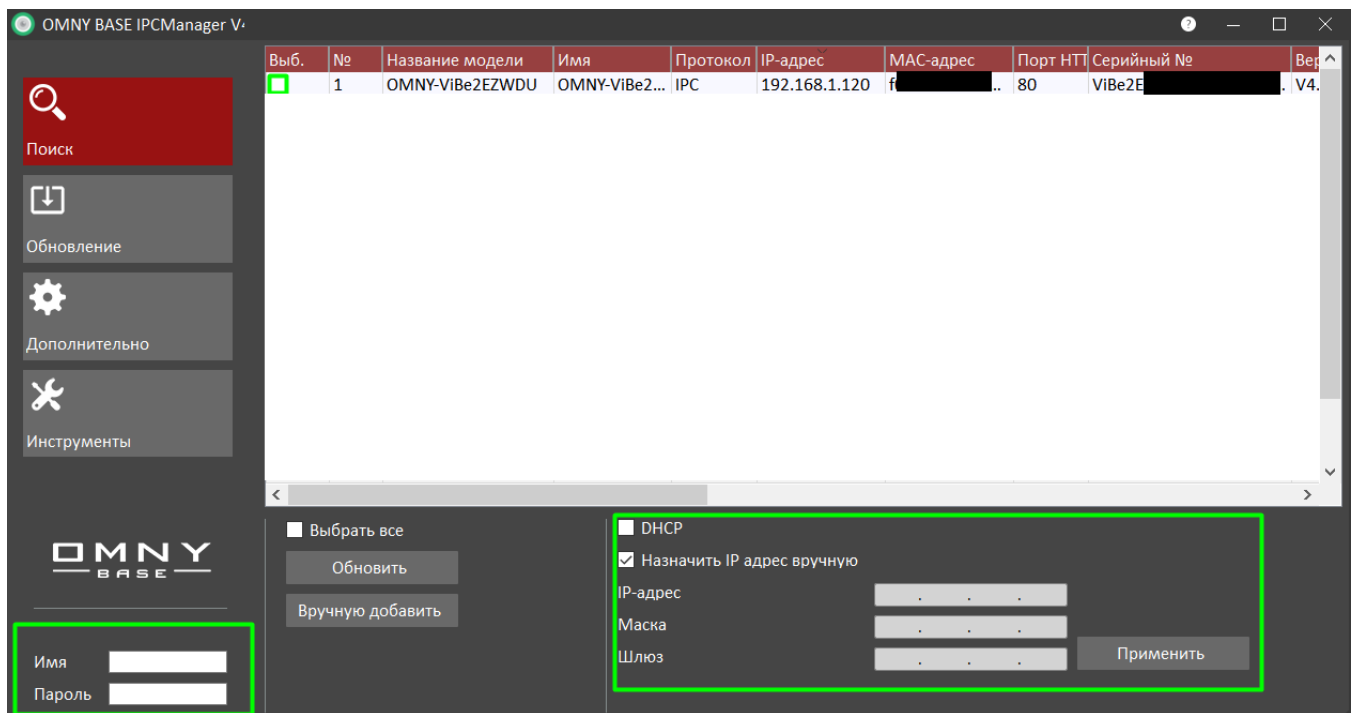 OMNY BASE IPCManager V4
Выб. № Название модели Имя Протокол IP-адрес MAC-адрес Порт HTT Серийный № Вер
1 OMNY-ViBe2EZWDU OMNY-ViBe2... IPC 192.168.1.120 .. 80 ViBe2E . V4.
Поиск
Обновление
Дополнительно
Инструменты
Выбрать все
Обновить
Вручную добавить
DHCP
Назначить IP адрес вручную
IP-адрес . . .
Маска . . .
Шлюз . . .
Применить
OMNY
BASE
Имя
Пароль